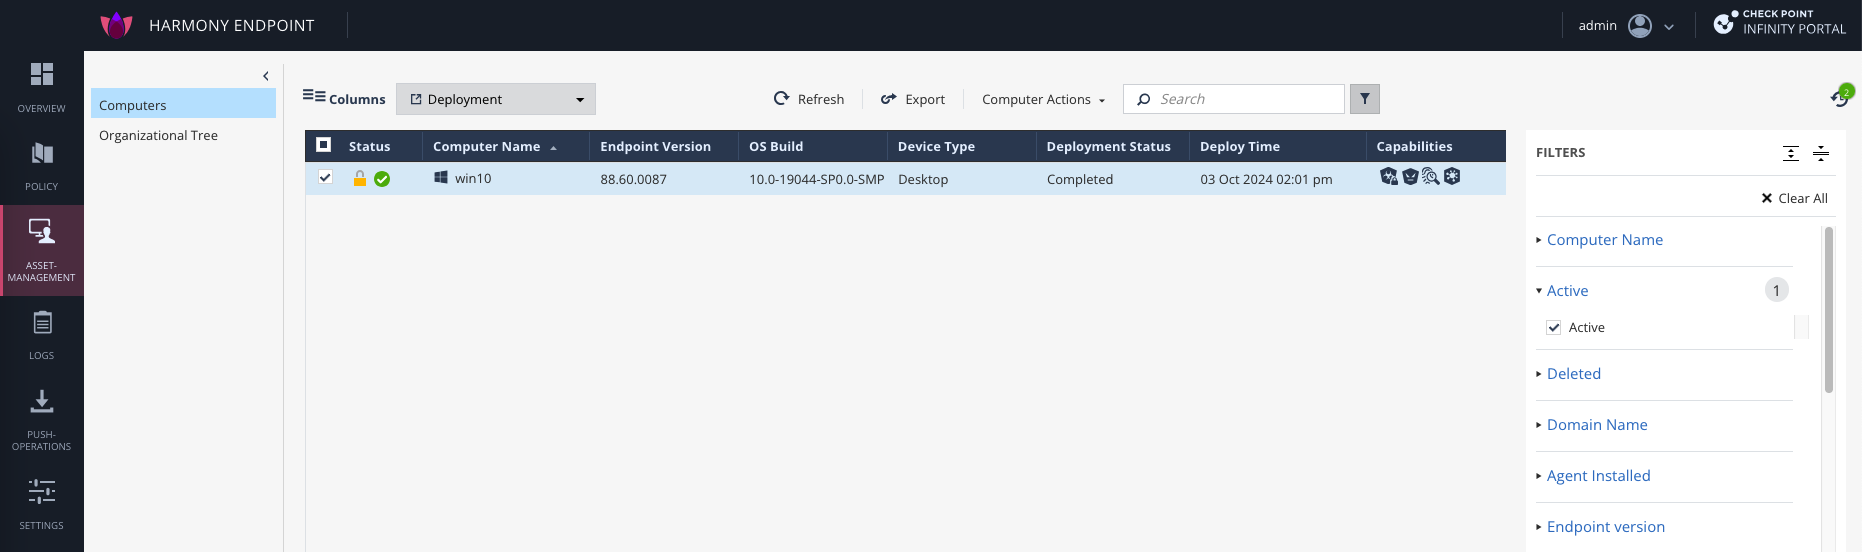 HARMONY ENDPOINT
admin
CHECK POINT
INFINITY PORTAL
OVERVIEW
POLICY
ASSET-
MANAGEMENT
LOGS
PUSH-
OPERATIONS
SETTINGS
Computers
Organizational Tree
Columns Deployment Refresh Export Computer Actions Search
2
Status Computer Name Endpoint Version OS Build Device Type Deployment Status Deploy Time Capabilities
win10 88.60.0087 10.0-19044-SP0.0-SMP Desktop Completed 03 Oct 2024 02:01 pm
FILTERS
Clear All
Computer Name
Active 1
Active
Deleted
Domain Name
Agent Installed
Endpoint version